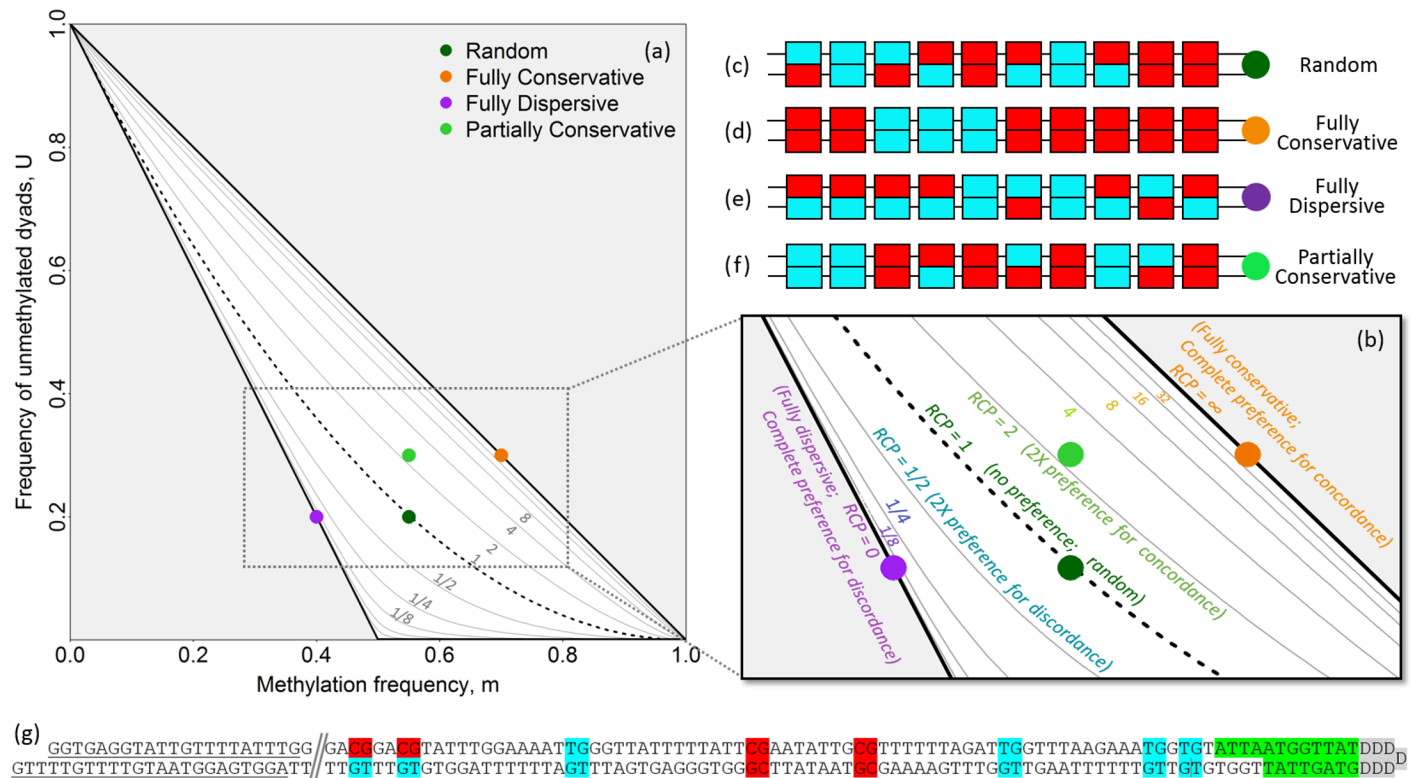 (a)
Random
Fully Conservative
Fully Dispersive
Partially Conservative
Frequency of unmethylated dyads, U
1.0
0.8
0.6
0.4
0.2
8
4
2
1
1/2
1/4
1/8
0.0 0.2 0.4 0.6 0.8 1.0
Methylation frequency, m
(c) Random
(d) Fully
Conservative
(e) Fully
Dispersive
(f) Partially
Conservative
(b)
(Fully conservative;
Complete preference for concordance)
RCP = ∞
32
16
8
4
RCP = 2 (2X preference for concordance)
RCP = 1 (no preference; random)
RCP = 1/2 (2X preference for discordance)
1/4
1/8
(Fully dispersive; RCP = 0
Complete preference for discordance)
(g)
GGTGAGGTATTGTTTTATTTGG // GACGGACGTATTTGGAAAATTGGGTTATTTTTATTCGAATATTGCGTTTTTTAGATTGGTTTAAGAAATGGTGTATTAATGGTTATDDD D
GTTTTGTTTTGTAATGGAGTGGATT // TTGTTTGTGTGGATTTTTTTAGTTTAGTGAGGGTGGGCTTATAATGCGAAAAGTTTGGTTGAATTTTTTGTTGTGTGGTTATTGATGDDD